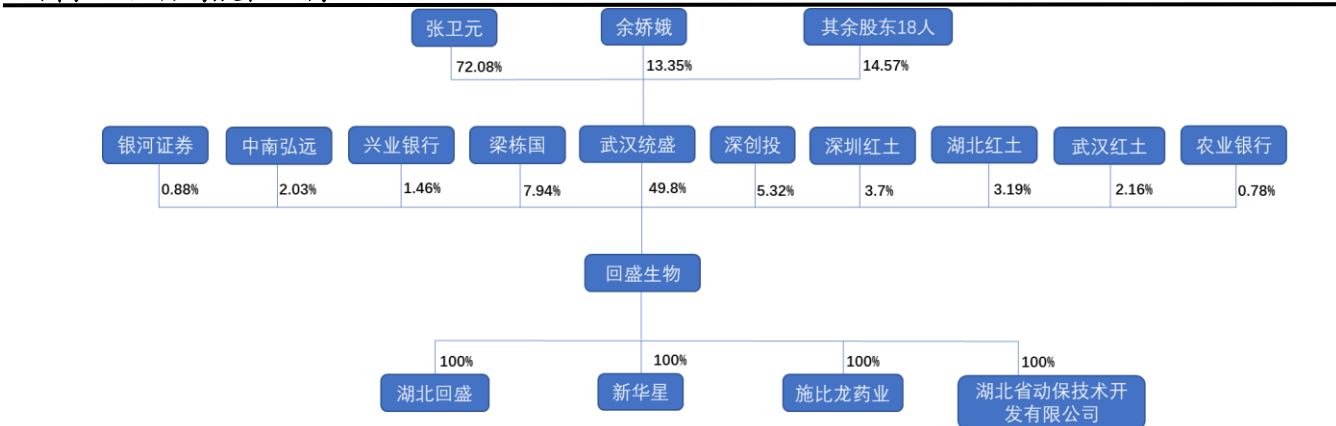 张卫元
余娇娥
其余股东18人
72.08%
13.35%
14.57%
银河证券
中南弘远
兴业银行
梁栋国
武汉统盛
深创投
深圳红土
湖北红土
武汉红土
农业银行
0.88%
2.03%
1.46%
7.94%
49.8%
5.32%
3.7%
3.19%
2.16%
0.78%
回盛生物
100%
100%
100%
100%
湖北回盛
新华星
施比龙药业
湖北省动保技术开
发有限公司